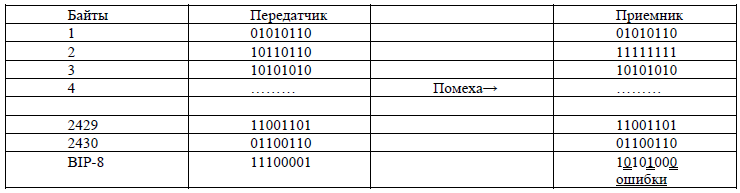 Байты Передатчик Приемник
1 01010110 01010110
2 10110110 11111111
3 10101010 10101010
4 ……… Помеха→ ………
2429 11001101 11001101
2430 01100110 01100110
BIP-8 11100001 10101000
ошибки